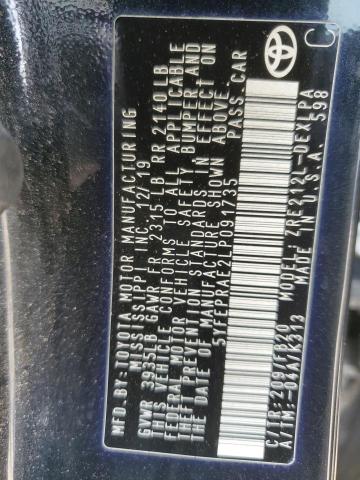 MFD.BY:TOYOTA MOTOR MANUFACTURING
MISSISSIPPI INC. 12/19
GVWR 3935LB GAWR FR 2315 LB RR 2140LB
THIS VEHICLE CONFORMS TO ALL APPLICABLE
FEDERAL MOTOR VEHICLE SAFETY BUMPER, AND
THEFT PREVENTION STANDARDS IN EFFECT ON
THE DATE OF MANUFACTURE SHOWN ABOVE
5YFEPRAE2LP091735 PASS.CAR
C/TR:209/FB20 MODEL: ZRE212L-DEXLPA
A/TM:-03A/K313 MADE IN U.S.A. 598
TOYOTA
C